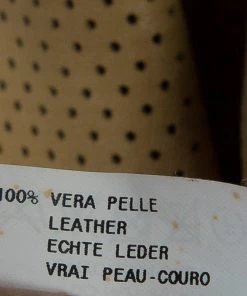 100% VERA PELLE
LEATHER
ECHTE LEDER
VRAI PEAU-COURO